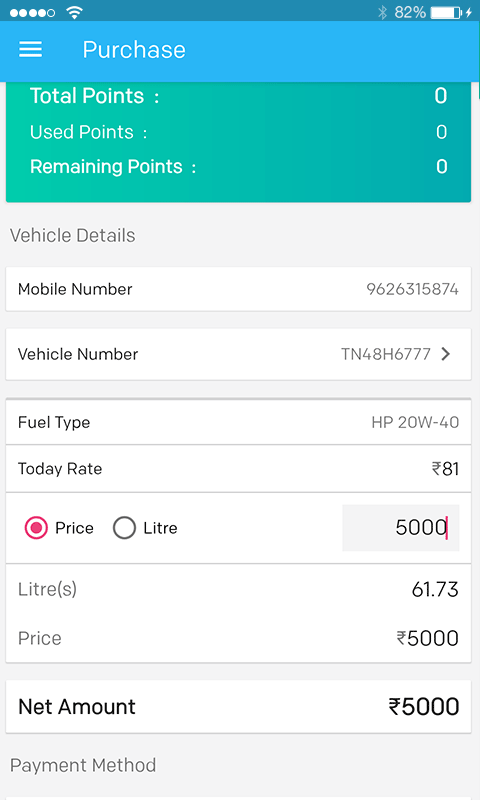 82%
Purchase
Total Points : 0
Used Points : 0
Remaining Points : 0
Vehicle Details
Mobile Number 9626315874
Vehicle Number TN48H6777
Fuel Type HP 20W-40
Today Rate ₹81
Price Litre 5000
Litre(s) 61.73
Price ₹5000
Net Amount ₹5000
Payment Method